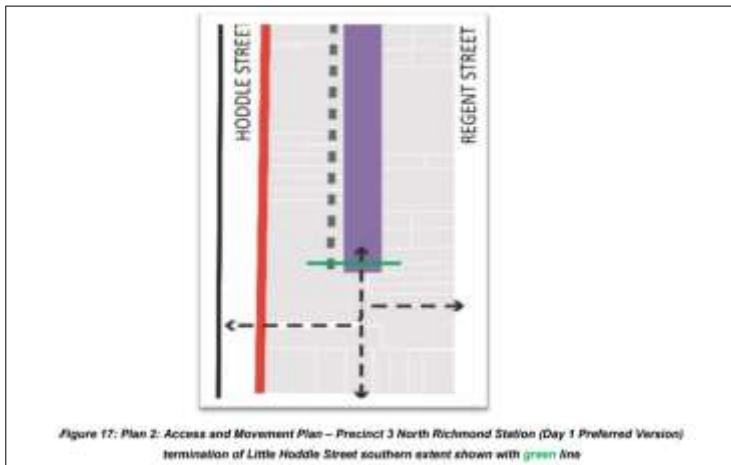 HODDLE STREET
REGENT STREET
Figure 17: Plan 2: Access and Movement Plan – Precinct 3 North Richmond Station (Day 1 Preferred Version)
termination of Little Hoddle Street southern extent shown with green line